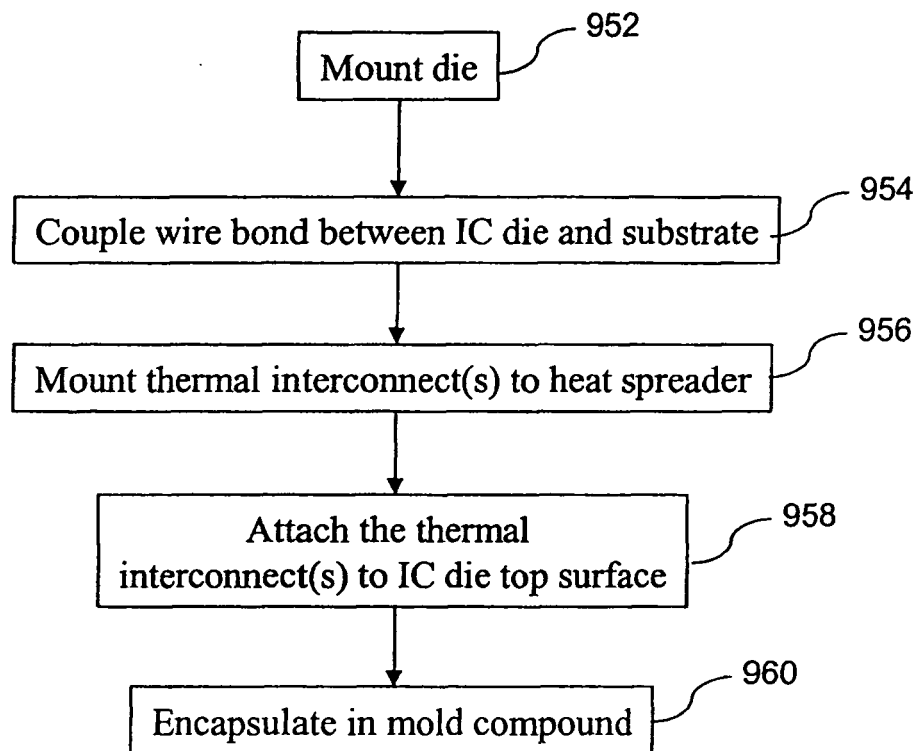 952
Mount die
954
Couple wire bond between IC die and substrate
956
Mount thermal interconnect(s) to heat spreader
958
Attach the thermal
interconnect(s) to IC die top surface
960
Encapsulate in mold compound